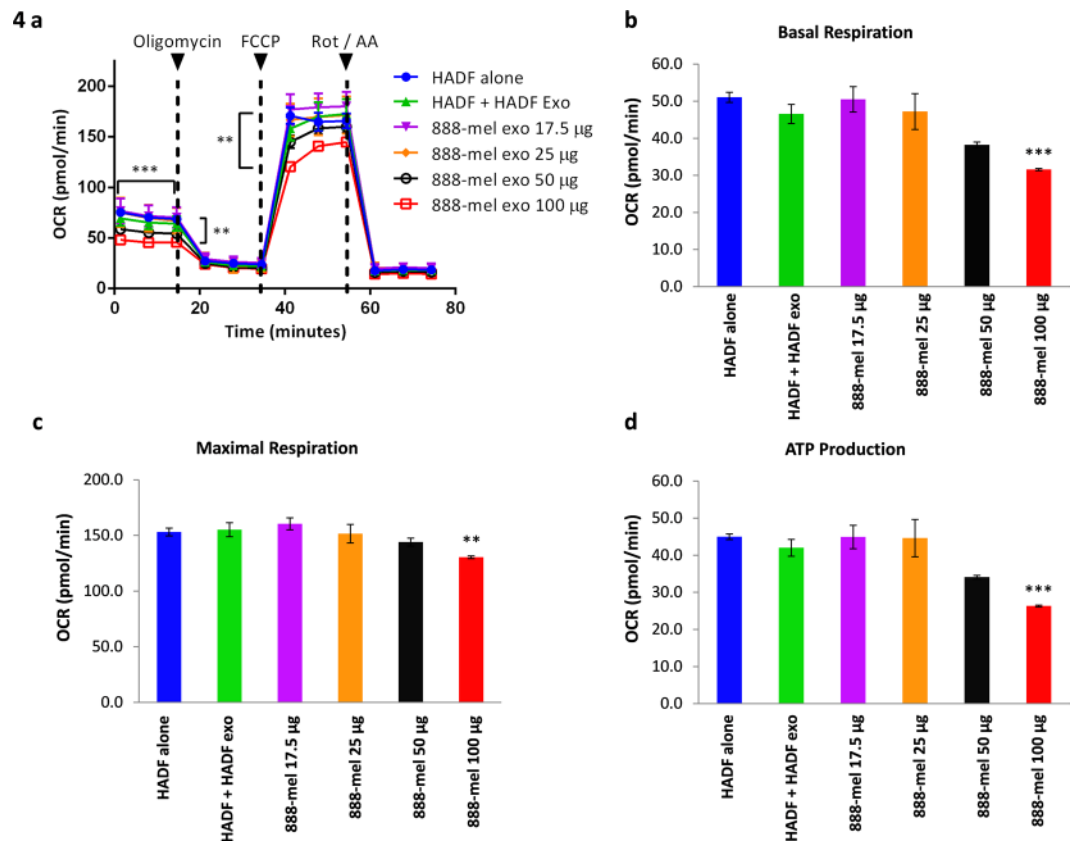 4 a
Oligomycin FCCP Rot / AA
OCR (pmol/min)
200
150
100
50
0
***
**
**
0 20 40 60 80
Time (minutes)
HADF alone
HADF + HADF Exo
888-mel exo 17.5 µg
888-mel exo 25 µg
888-mel exo 50 µg
888-mel exo 100 µg
b
Basal Respiration
OCR (pmol/min)
60.0
50.0
40.0
30.0
20.0
10.0
0.0
***
HADF alone
HADF + HADF exo
888-mel 17.5 µg
888-mel 25 µg
888-mel 50 µg
888-mel 100 µg
c
Maximal Respiration
OCR (pmol/min)
200.0
150.0
100.0
50.0
0.0
**
HADF alone
HADF + HADF exo
888-mel 17.5 µg
888-mel 25 µg
888-mel 50 µg
888-mel 100 µg
d
ATP Production
OCR (pmol/min)
60.0
50.0
40.0
30.0
20.0
10.0
0.0
***
HADF alone
HADF + HADF exo
888-mel 17.5 µg
888-mel 25 µg
888-mel 50 µg
888-mel 100 µg